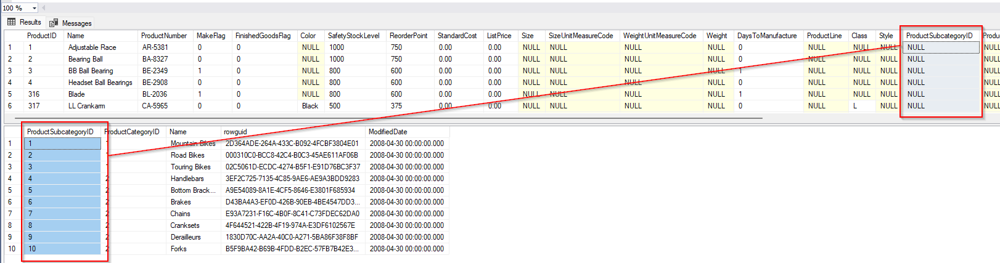 100 %
Results Messages
ProductID Name ProductNumber MakeFlag FinishedGoodsFlag Color SafetyStockLevel ReorderPoint StandardCost ListPrice Size SizeUnitMeasureCode WeightUnitMeasureCode Weight DaysToManufacture ProductLine Class Style ProductSubcategoryID Produ
1 1 Adjustable Race AR-5381 0 0 NULL 1000 750 0.00 0.00 NULL NULL NULL NULL 0 NULL NULL NULL NULL NULL
2 2 Bearing Ball BA-8327 0 0 NULL 1000 750 0.00 0.00 NULL NULL NULL NULL 0 NULL NULL NULL NULL NULL
3 3 BB Ball Bearing BE-2349 1 0 NULL 800 600 0.00 0.00 NULL NULL NULL NULL 1 NULL NULL NULL NULL NULL
4 4 Headset Ball Bearings BE-2908 0 0 NULL 800 600 0.00 0.00 NULL NULL NULL NULL 0 NULL NULL NULL NULL NULL
5 316 Blade BL-2036 1 0 NULL 800 600 0.00 0.00 NULL NULL NULL NULL 1 NULL NULL NULL NULL NULL
6 317 LL Crankarm CA-5965 0 0 Black 500 375 0.00 0.00 NULL NULL NULL NULL 0 NULL L NULL NULL NULL
ProductSubcategoryID ProductCategoryID Name rowguid ModifiedDate
1 1 Mountain Bikes 2D364ADE-264A-433C-B092-4FCBF3804E01 2008-04-30 00:00:00.000
2 2 Road Bikes 000310C0-BCC8-42C4-B0C3-45AE611AF06B 2008-04-30 00:00:00.000
3 3 Touring Bikes 02C5061D-ECDC-4274-B5F1-E91D76BC3F37 2008-04-30 00:00:00.000
4 4 2 Handlebars 3EF2C725-7135-4C85-9AE6-AE9A3BDD9283 2008-04-30 00:00:00.000
5 5 2 Bottom Brack... A9E54089-8A1E-4CF5-8646-E3801F685934 2008-04-30 00:00:00.000
6 6 2 Brakes D43BA4A3-EF0D-426B-90EB-4BE4547DD3... 2008-04-30 00:00:00.000
7 7 2 Chains E93A7231-F16C-4B0F-8C41-C73FDEC62DA0 2008-04-30 00:00:00.000
8 8 2 Cranksets 4F644521-422B-4F19-974A-E3DF6102567E 2008-04-30 00:00:00.000
9 9 2 Derailleurs 1830D70C-AA2A-40C0-A271-5BA86F38F8BF 2008-04-30 00:00:00.000
10 10 2 Forks B5F9BA42-B69B-4FDD-B2EC-57FB7B42E3... 2008-04-30 00:00:00.000